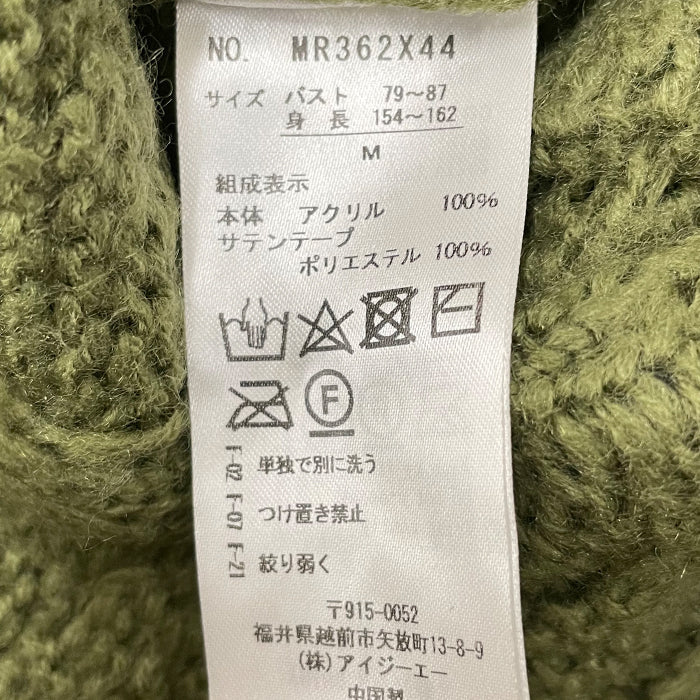 NO. MR362X44
サイズ バスト 79～87
身長 154～162
M
組成表示
本体 アクリル 100%
サテンテープ
ポリエステル 100%
F
F-02 単独で別に洗う
F-07 つけ置き禁止
F-21 絞り弱く
〒915-0052
福井県越前市矢放町13-8-9
(株)アイジーエー
中国製